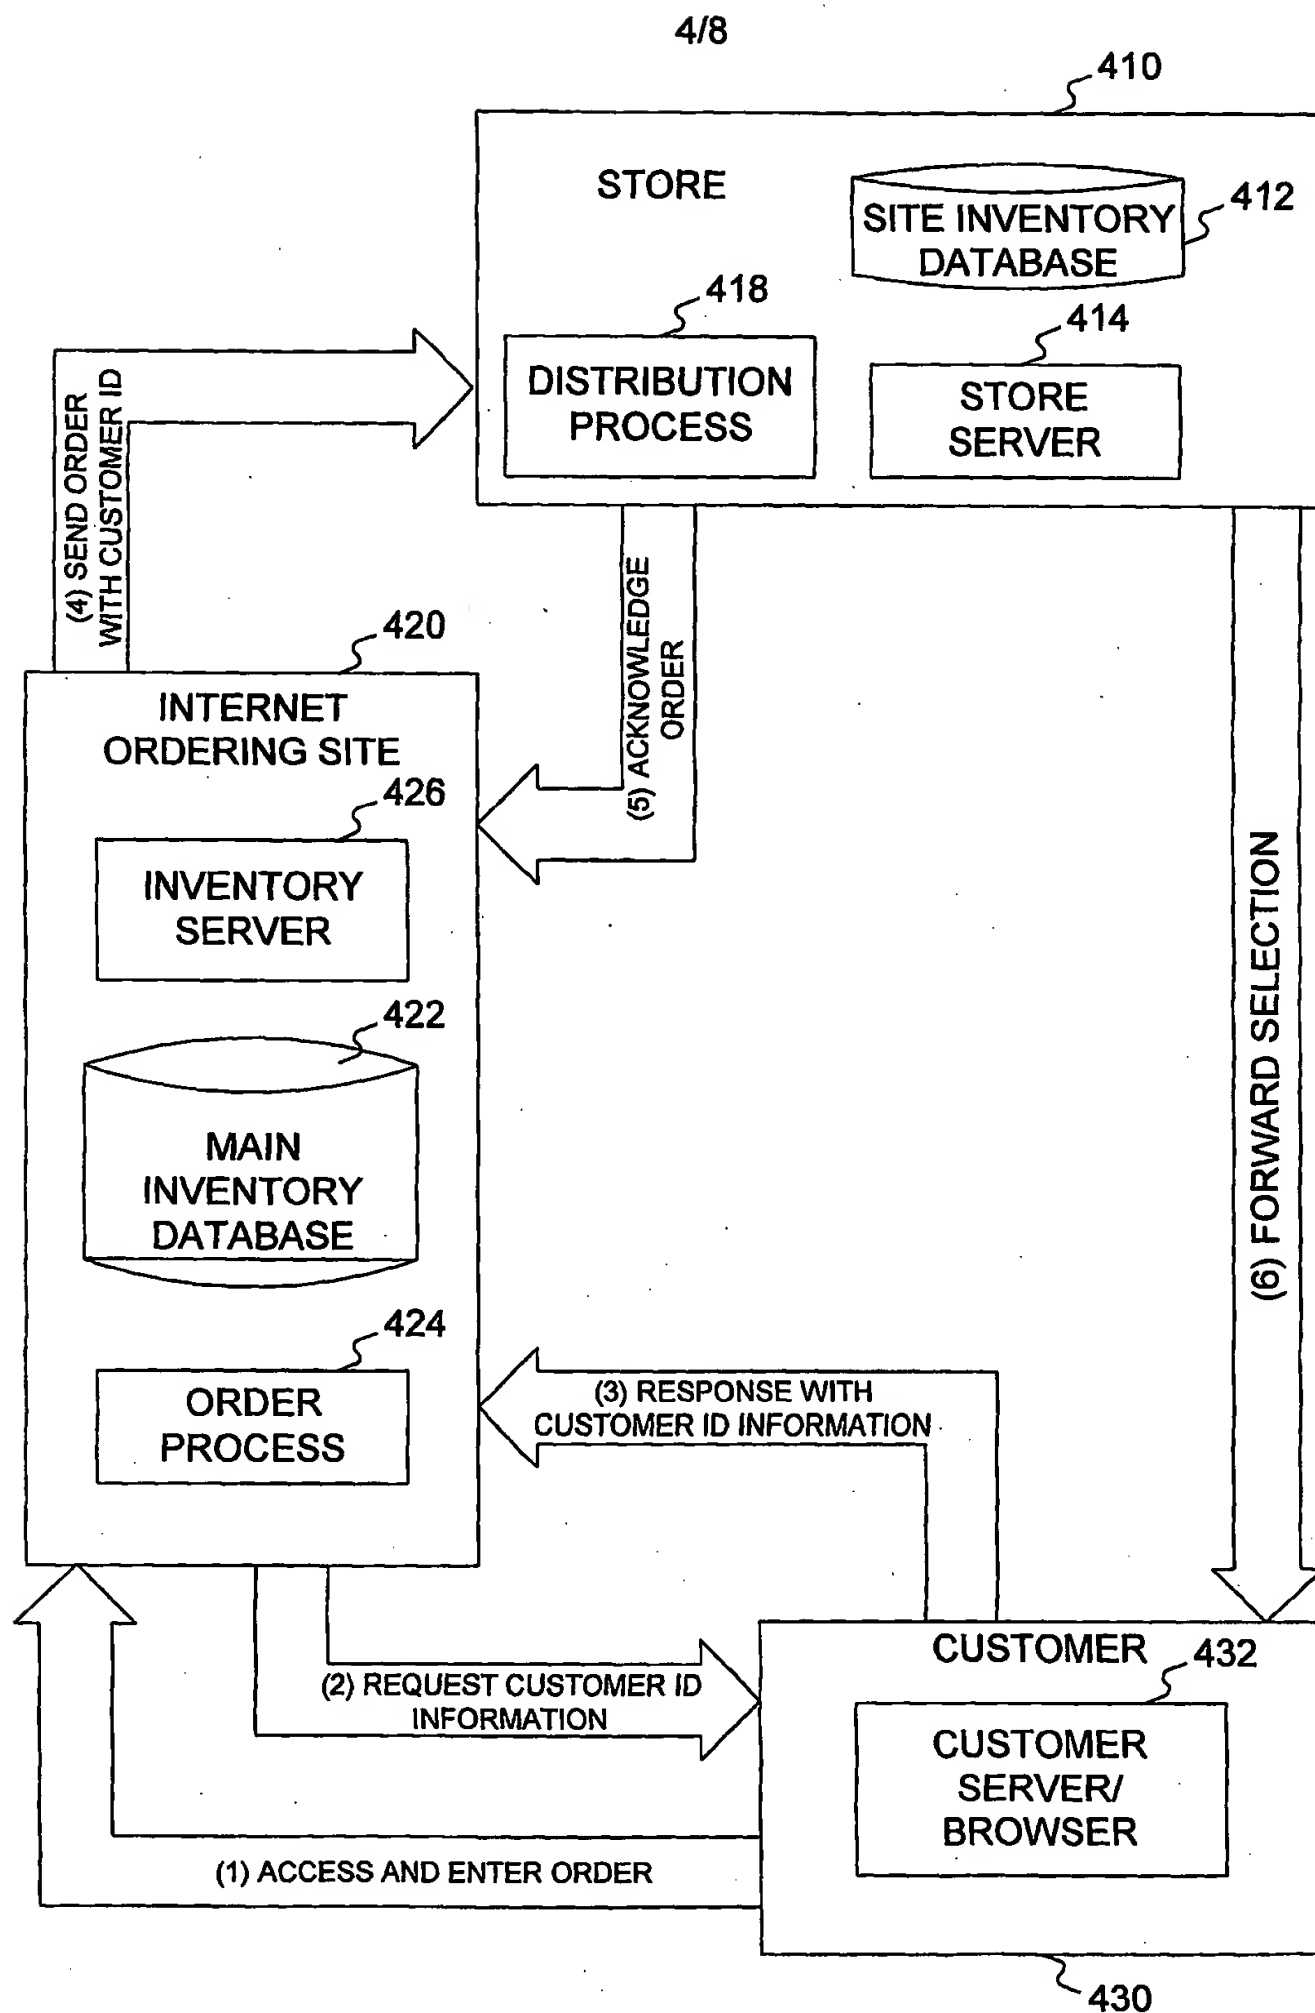 4/8
410
STORE
SITE INVENTORY
DATABASE
412
418
414
DISTRIBUTION
PROCESS
STORE
SERVER
(4) SEND ORDER
WITH CUSTOMER ID
(5) ACKNOWLEDGE
ORDER
420
INTERNET
ORDERING SITE
426
INVENTORY
SERVER
422
MAIN
INVENTORY
DATABASE
(6) FORWARD SELECTION
424
ORDER
PROCESS
(3) RESPONSE WITH
CUSTOMER ID INFORMATION
(2) REQUEST CUSTOMER ID
INFORMATION
CUSTOMER
432
CUSTOMER
SERVER/
BROWSER
(1) ACCESS AND ENTER ORDER
430